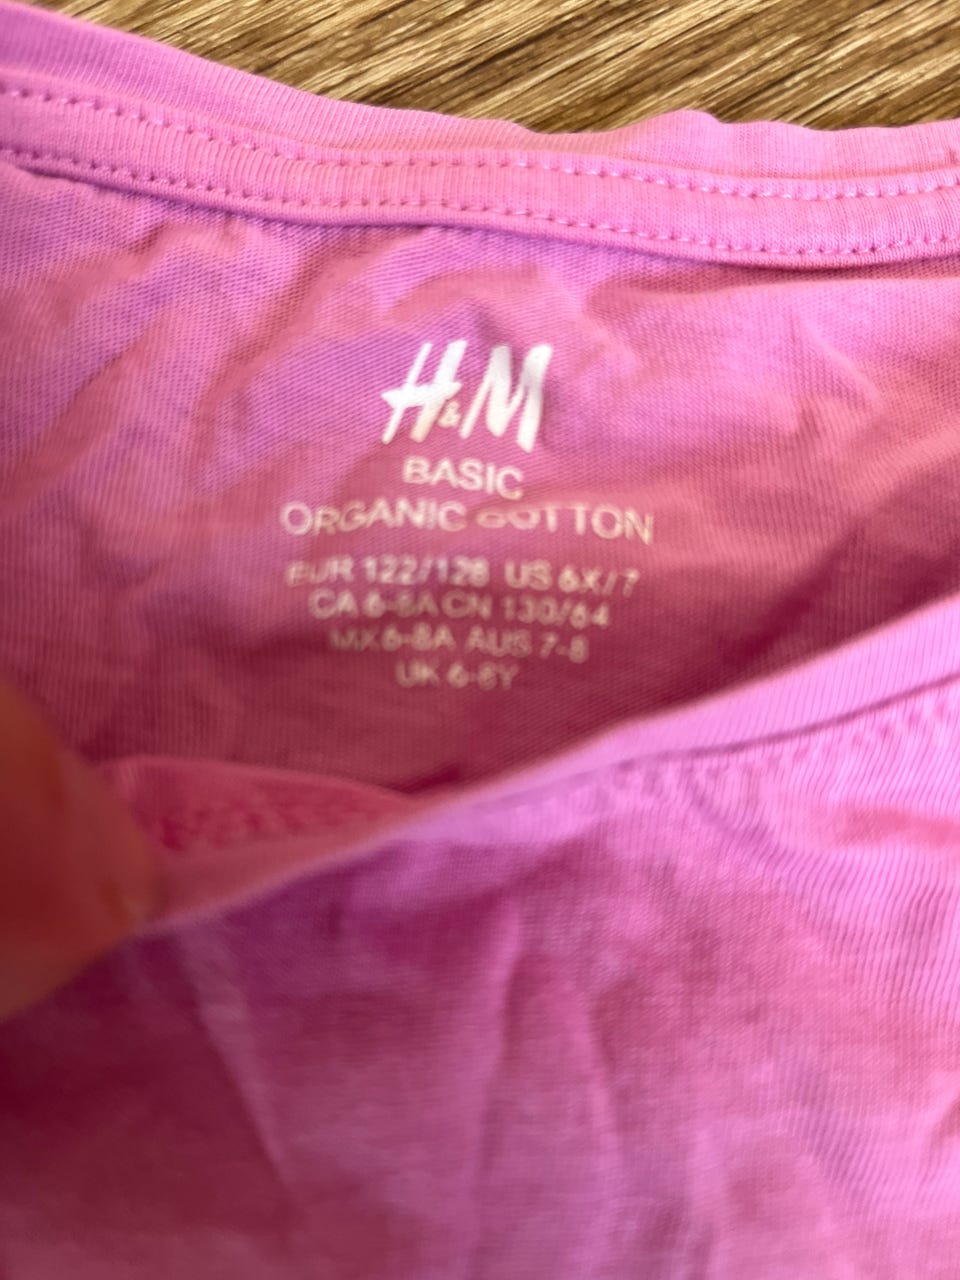 H&M
BASIC
ORGANIC COTTON
EUR 122/128 US 6X/7
CA 6-8A CN 130/64
MX 6-8A AUS 7-8
UK 6-8Y